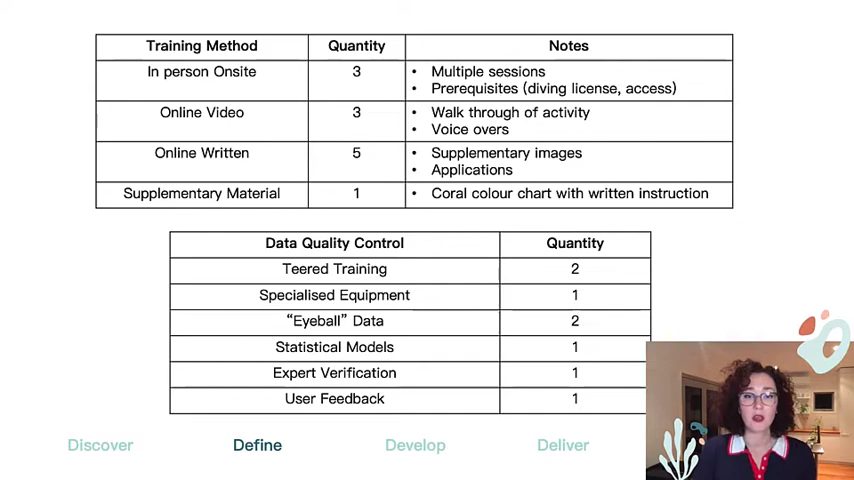 Training Method Quantity Notes
In person Onsite 3 • Multiple sessions
• Prerequisites (diving license, access)
Online Video 3 • Walk through of activity
• Voice overs
Online Written 5 • Supplementary images
• Applications
Supplementary Material 1 • Coral colour chart with written instruction
Data Quality Control Quantity
Teered Training 2
Specialised Equipment 1
“Eyeball” Data 2
Statistical Models 1
Expert Verification 1
User Feedback 1
Discover Define Develop Deliver